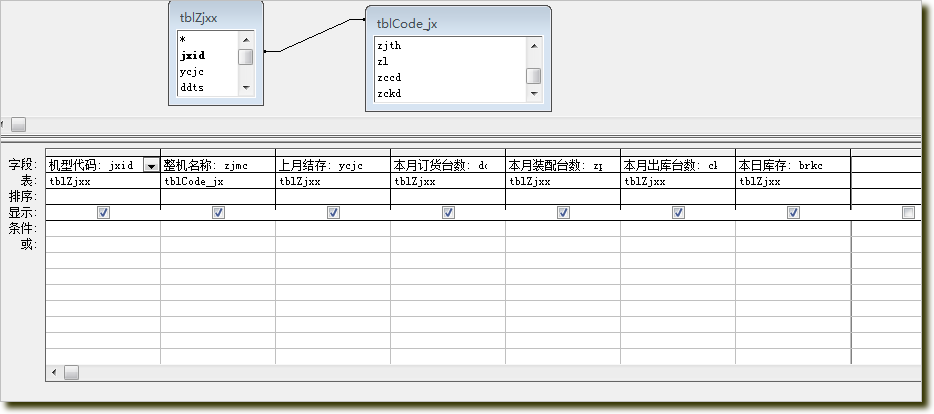 tblZjxx
*
jxid
ycjc
ddts
tblCode_jx
zjth
zl
zccd
zckd
字段: 机型代码: jxid 整机名称: zjmc 上月结存: ycjc 本月订货台数: dd 本月装配台数: 本月出库台数: 本日库存: brkc
表: tblZjxx tblCode_jx tblZjxx tblZjxx tblZjxx tblZjxx tblZjxx
排序:
显示:
条件:
或: